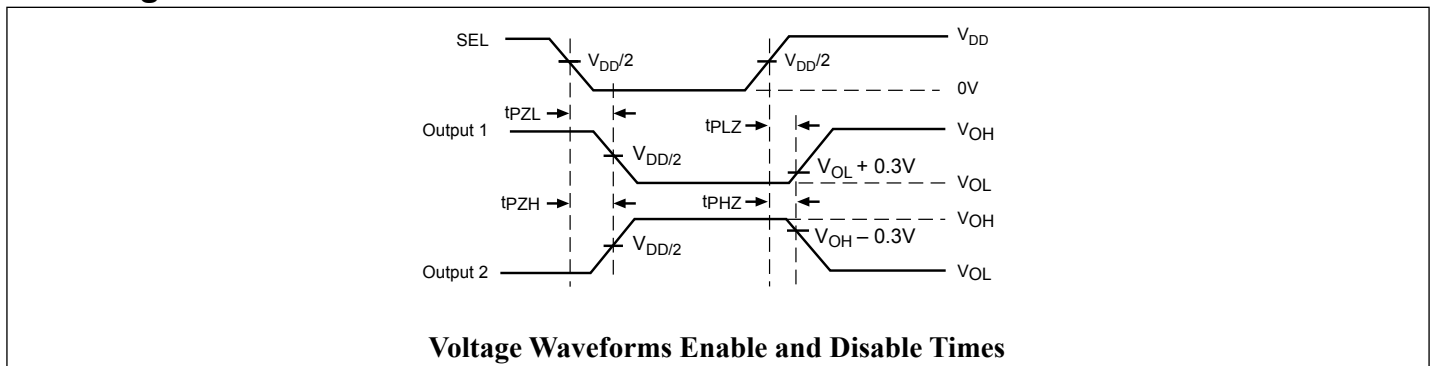 SEL
VDD/2
VDD/2
VDD
0V
tPZL
tPLZ
Output 1
VDD/2
VOH
VOL + 0.3V
VOL
tPZH
tPHZ
VOH
VDD/2
VOH – 0.3V
Output 2
VOL
Voltage Waveforms Enable and Disable Times